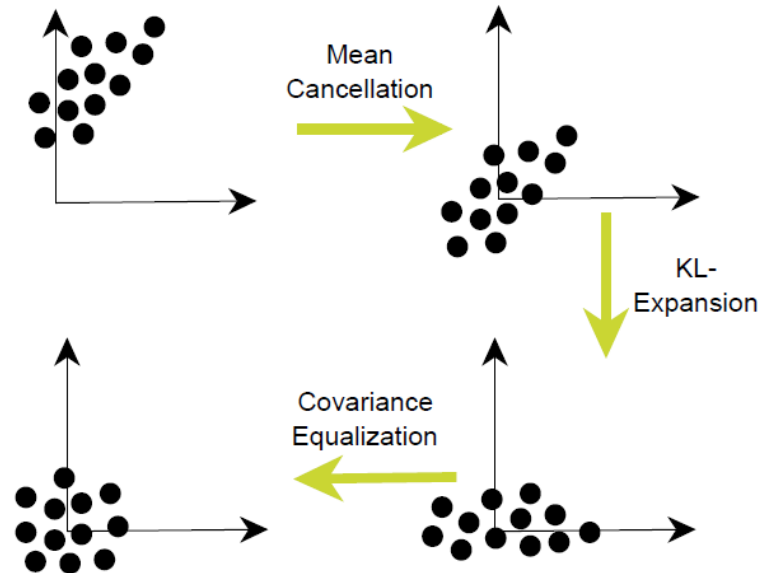 Mean
Cancellation
KL-
Expansion
Covariance
Equalization